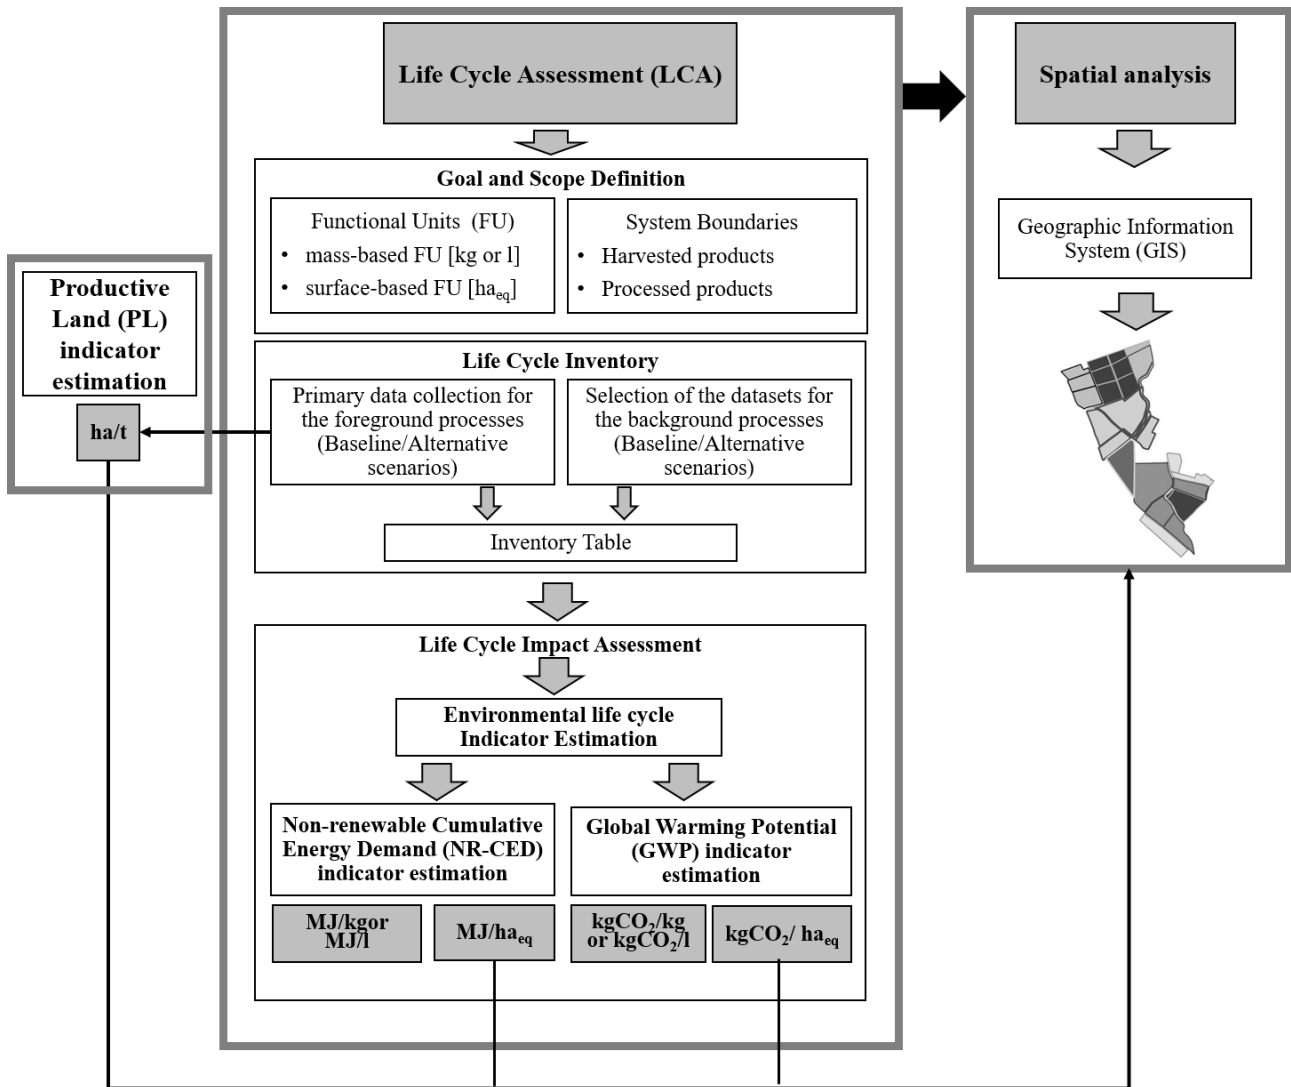 Life Cycle Assessment (LCA)
Goal and Scope Definition
Functional Units (FU)
• mass-based FU [kg or l]
• surface-based FU [ha_eq]
System Boundaries
• Harvested products
• Processed products
Productive
Land (PL)
indicator
estimation
ha/t
Life Cycle Inventory
Primary data collection for
the foreground processes
(Baseline/Alternative
scenarios)
Selection of the datasets for
the background processes
(Baseline/Alternative
scenarios)
Inventory Table
Life Cycle Impact Assessment
Environmental life cycle
Indicator Estimation
Non-renewable Cumulative
Energy Demand (NR-CED)
indicator estimation
Global Warming Potential
(GWP) indicator
estimation
MJ/kgor
MJ/l
MJ/ha_eq
kgCO₂/kg
or kgCO₂/l
kgCO₂/ ha_eq
Spatial analysis
Geographic Information
System (GIS)